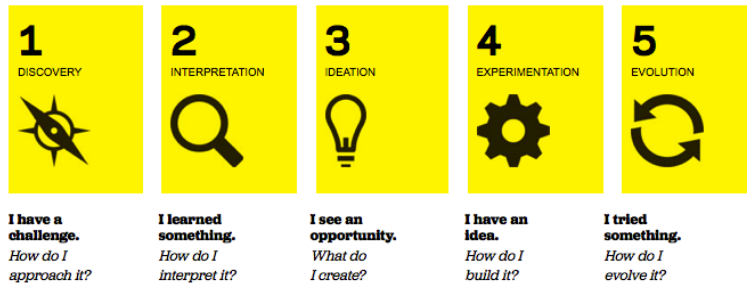 1
DISCOVERY
2
INTERPRETATION
3
IDEATION
4
EXPERIMENTATION
5
EVOLUTION
I have a
challenge.
How do I
approach it?
I learned
something.
How do I
interpret it?
I see an
opportunity.
What do
I create?
I have an
idea.
How do I
build it?
I tried
something.
How do I
evolve it?